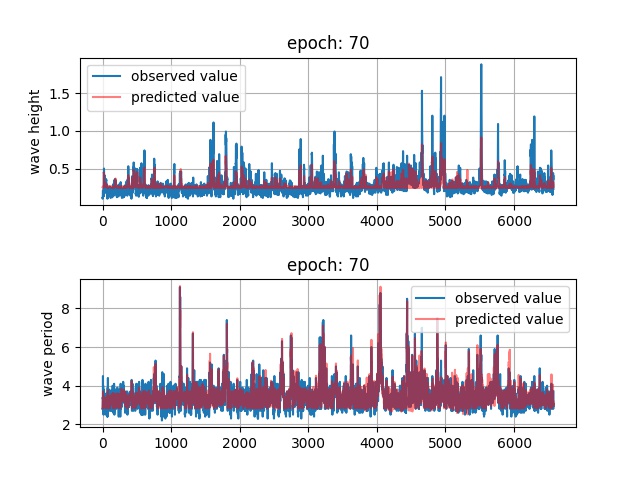 epoch: 70
wave height
1.5
1.0
0.5
observed value
predicted value
0 1000 2000 3000 4000 5000 6000
epoch: 70
wave period
8
6
4
2
observed value
predicted value
0 1000 2000 3000 4000 5000 6000